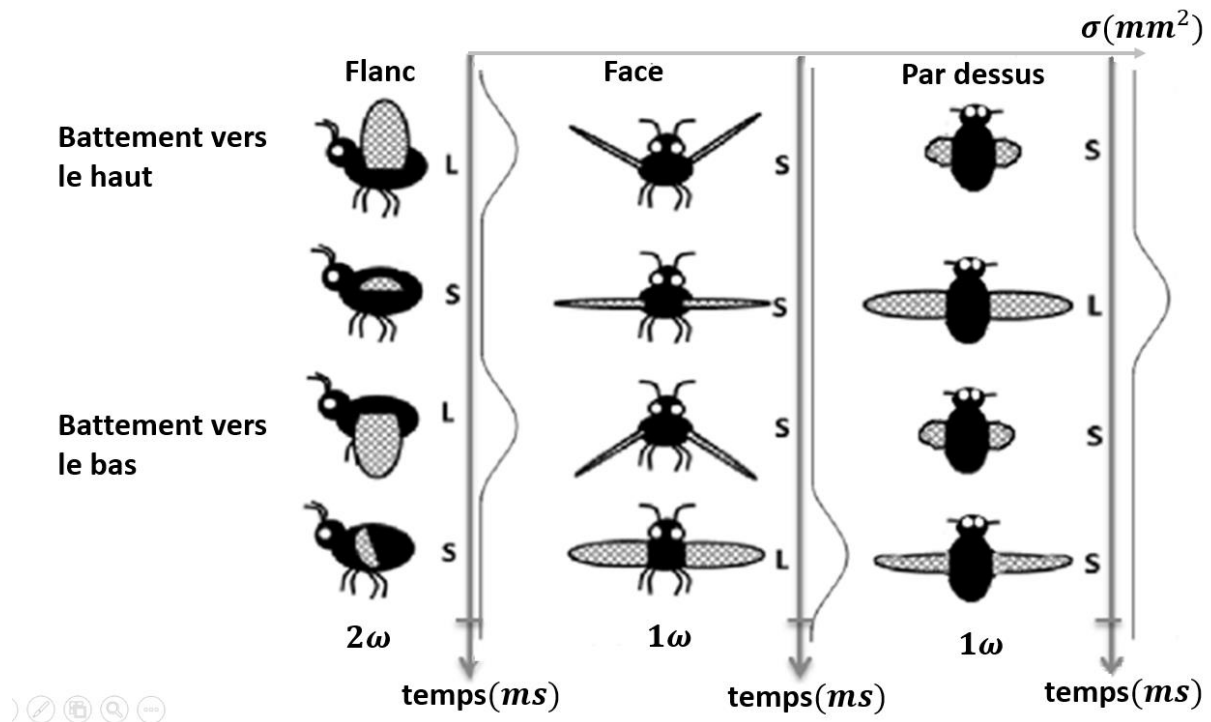 σ(mm²)
Flanc Face Par dessus
Battement vers
le haut
L S S
S S L
Battement vers
le bas
L S S
S L S
2ω 1ω 1ω
temps(ms) temps(ms) temps(ms)